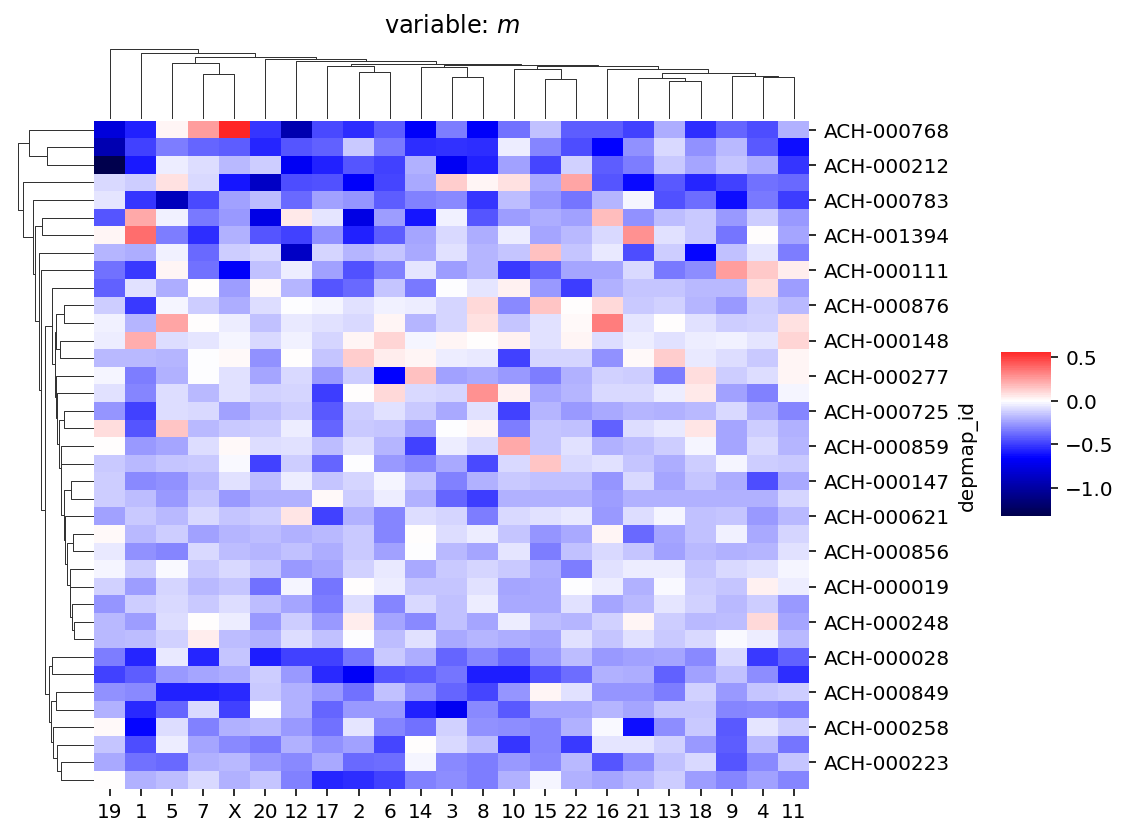 variable: m
ACH-000768
ACH-000212
ACH-000783
ACH-001394
ACH-000111
ACH-000876
ACH-000148
ACH-000277
ACH-000725
ACH-000859
ACH-000147
ACH-000621
ACH-000856
ACH-000019
ACH-000248
ACH-000028
ACH-000849
ACH-000258
ACH-000223
depmap_id
0.5
0.0
−0.5
−1.0
19 1 5 7 X 20 12 17 2 6 14 3 8 10 15 22 16 21 13 18 9 4 11